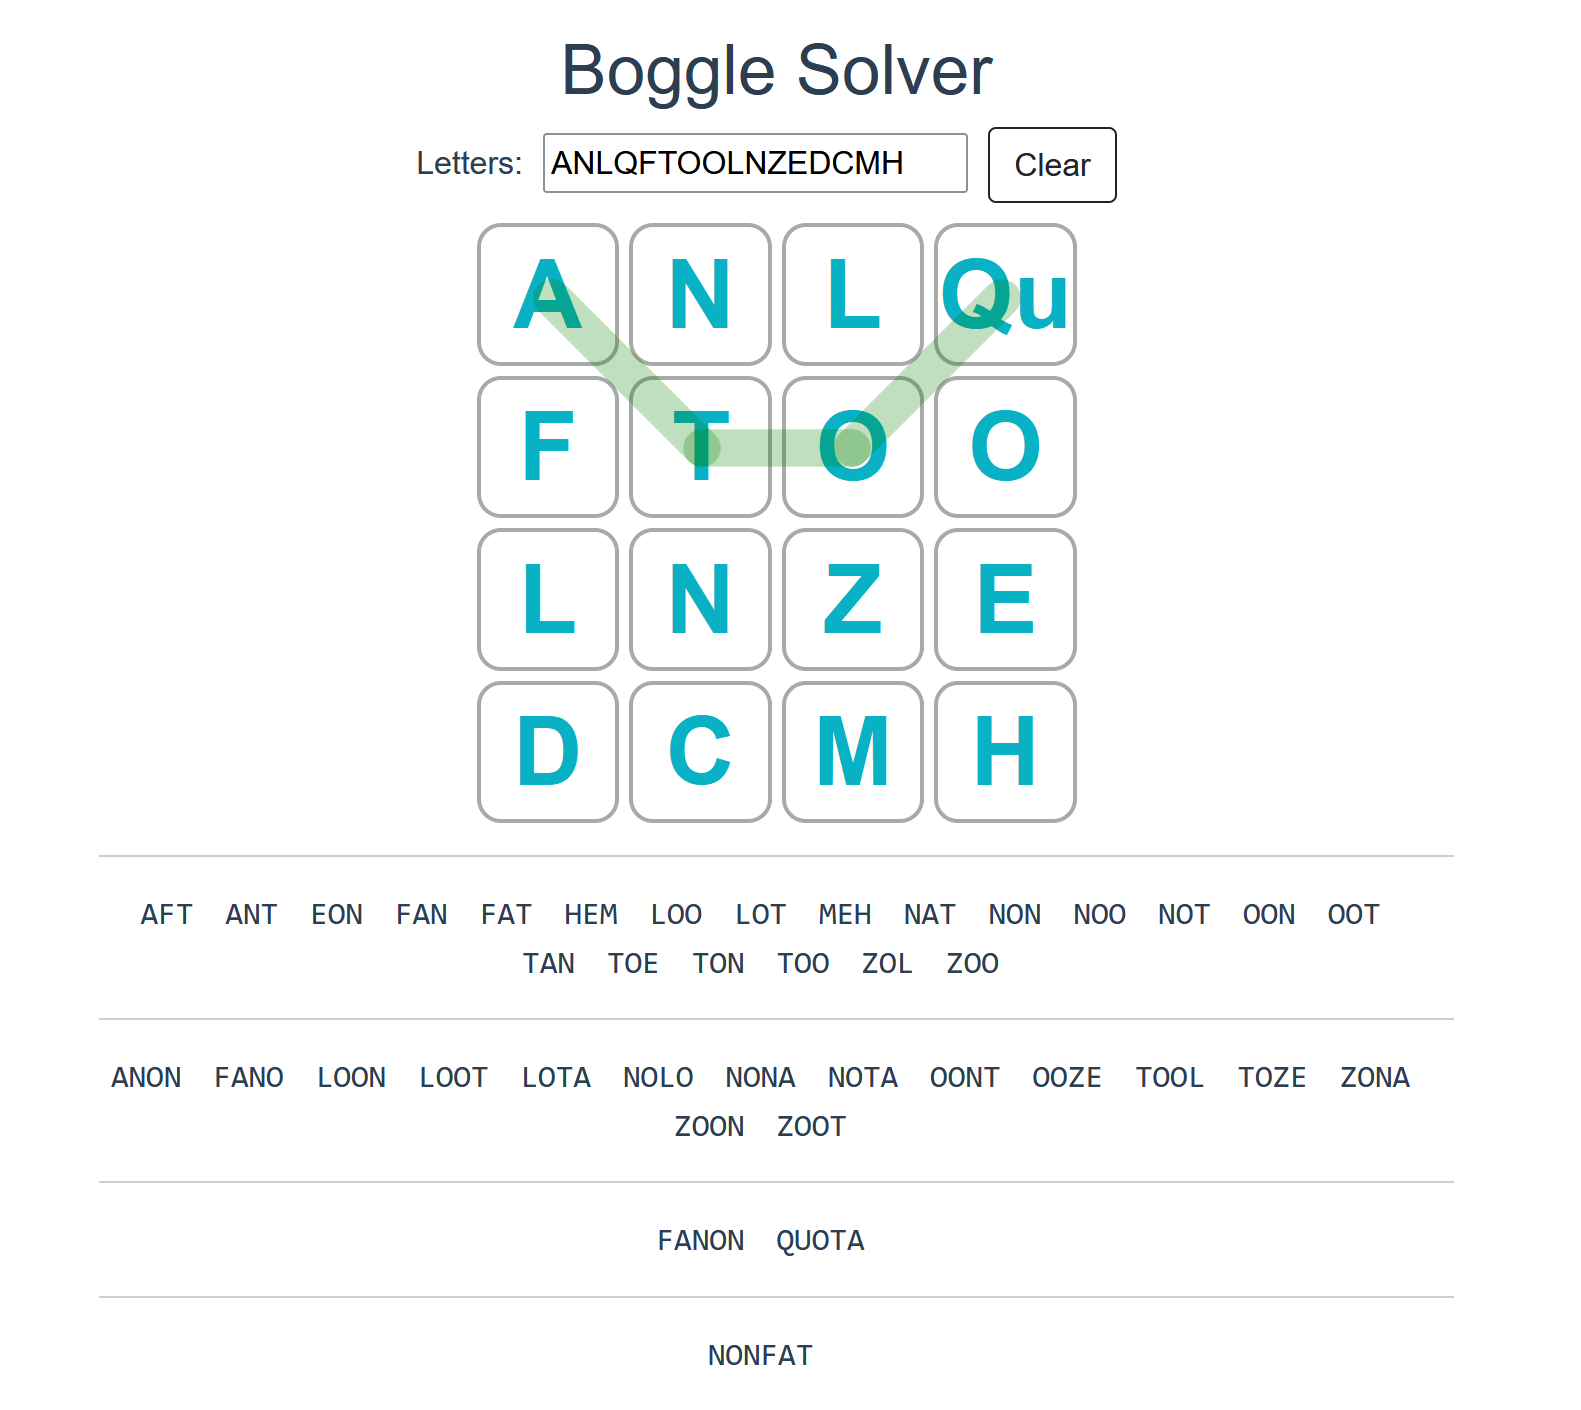 Boggle Solver
Letters: ANLQFTOOLNZEDCMH Clear
A N L Qu
F T O O
L N Z E
D C M H
AFT ANT EON FAN FAT HEM LOO LOT MEH NAT NON NOO NOT OON OOT
TAN TOE TON TOO ZOL ZOO
ANON FANO LOON LOOT LOTA NOLO NONA NOTA OONT OOZE TOOL TOZE ZONA
ZOON ZOOT
FANON QUOTA
NONFAT